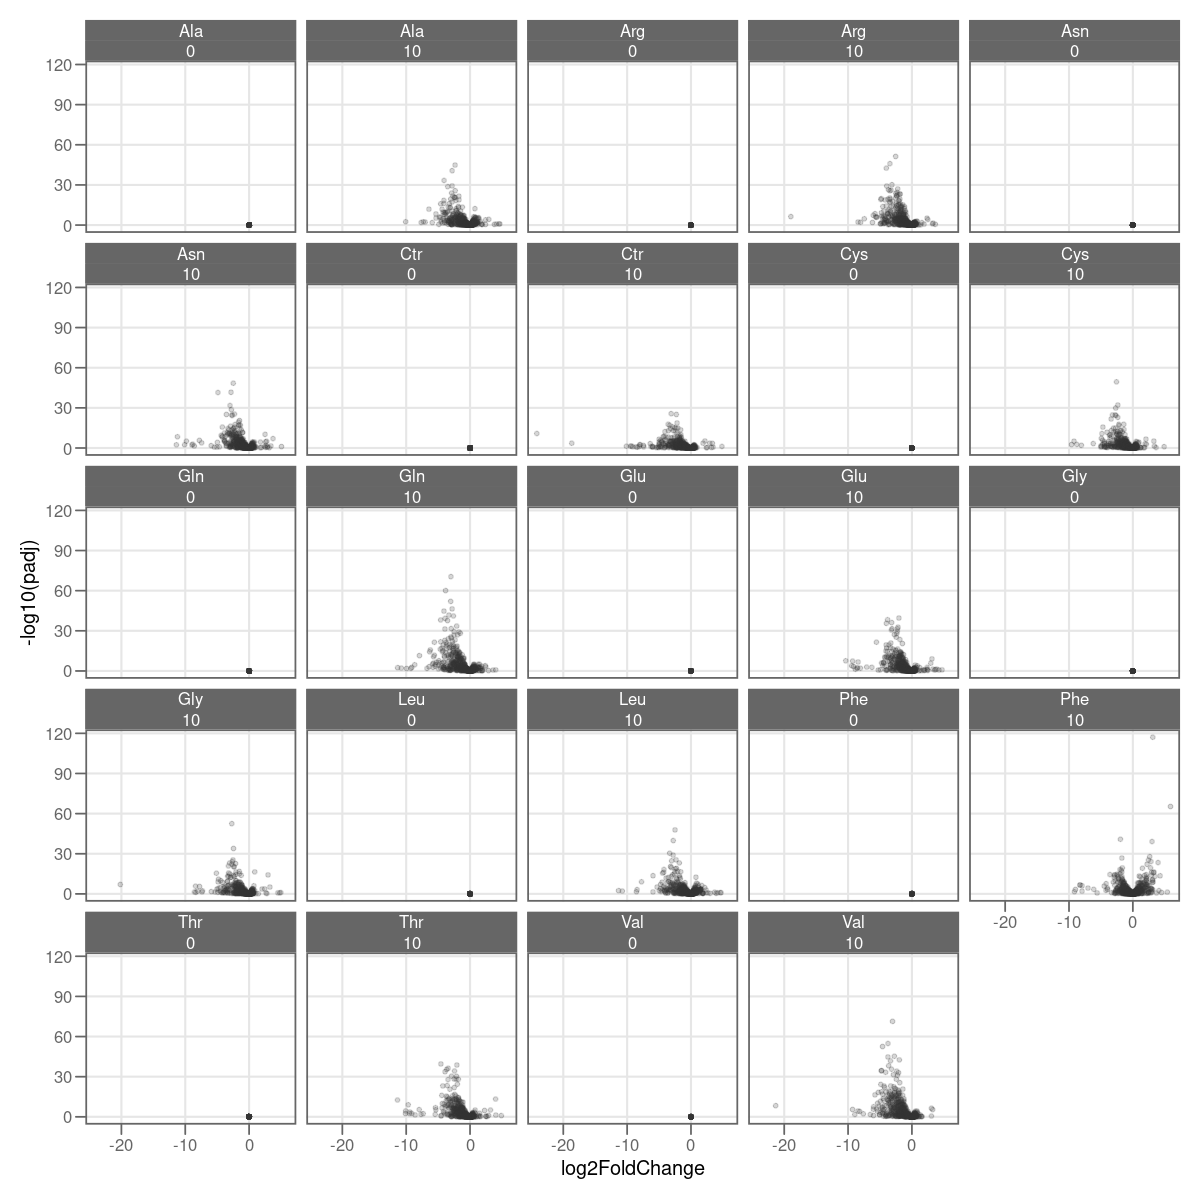 Ala Ala Arg Arg Asn
0 10 0 10 0
120
90
60
30
0
Asn Ctr Ctr Cys Cys
10 0 10 0 10
120
90
60
30
0
Gln Gln Glu Glu Gly
0 10 0 10 0
120
90
60
30
0
-log10(padj)
Gly Leu Leu Phe Phe
10 0 10 0 10
120
90
60
30
0
-20 -10 0
Thr Thr Val Val
0 10 0 10
120
90
60
30
0
-20 -10 0 -20 -10 0 -20 -10 0 -20 -10 0
log2FoldChange